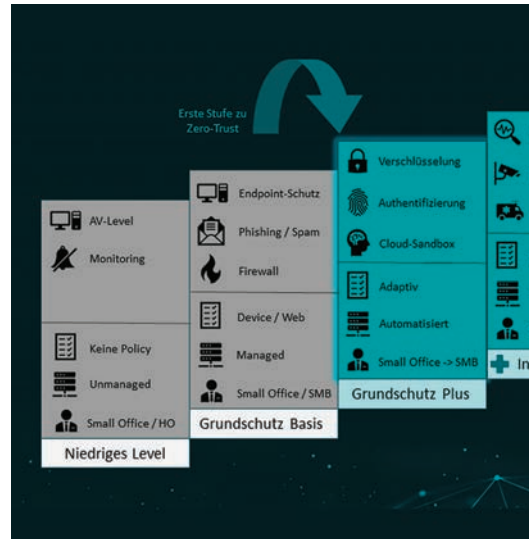 Erste Stufe zu
Zero-Trust
AV-Level
Monitoring
Keine Policy
Unmanaged
Small Office / HO
Niedriges Level
Endpoint-Schutz
Phishing / Spam
Firewall
Device / Web
Managed
Small Office / SMB
Grundschutz Basis
Verschlüsselung
Authentifizierung
Cloud-Sandbox
Adaptiv
Automatisiert
Small Office -> SMB
Grundschutz Plus
In